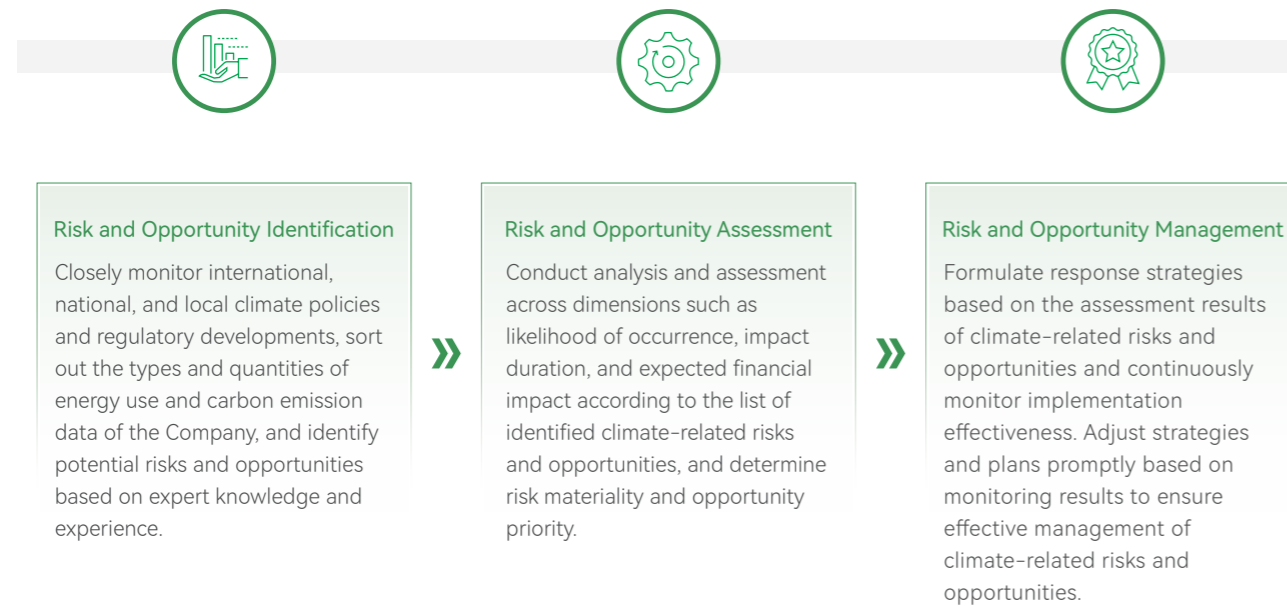 Risk and Opportunity Identification
Closely monitor international,
national, and local climate policies
and regulatory developments, sort
out the types and quantities of
energy use and carbon emission
data of the Company, and identify
potential risks and opportunities
based on expert knowledge and
experience.
Risk and Opportunity Assessment
Conduct analysis and assessment
across dimensions such as
likelihood of occurrence, impact
duration, and expected financial
impact according to the list of
identified climate-related risks
and opportunities, and determine
risk materiality and opportunity
priority.
Risk and Opportunity Management
Formulate response strategies
based on the assessment results
of climate-related risks and
opportunities and continuously
monitor implementation
effectiveness. Adjust strategies
and plans promptly based on
monitoring results to ensure
effective management of
climate-related risks and
opportunities.